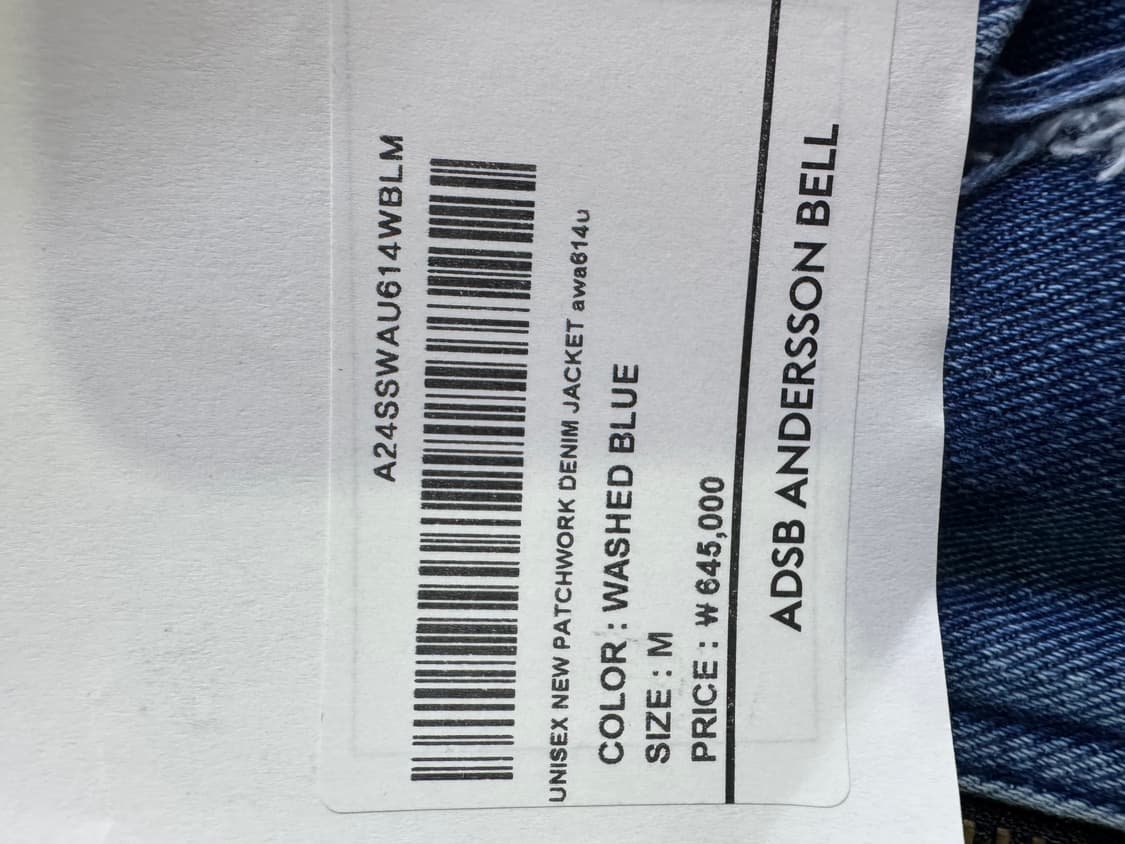 A24SSWAU614WBLM
UNISEX NEW PATCHWORK DENIM JACKET awa614u
COLOR : WASHED BLUE
SIZE : M
PRICE : ₩ 645,000
ADSB ANDERSSON BELL